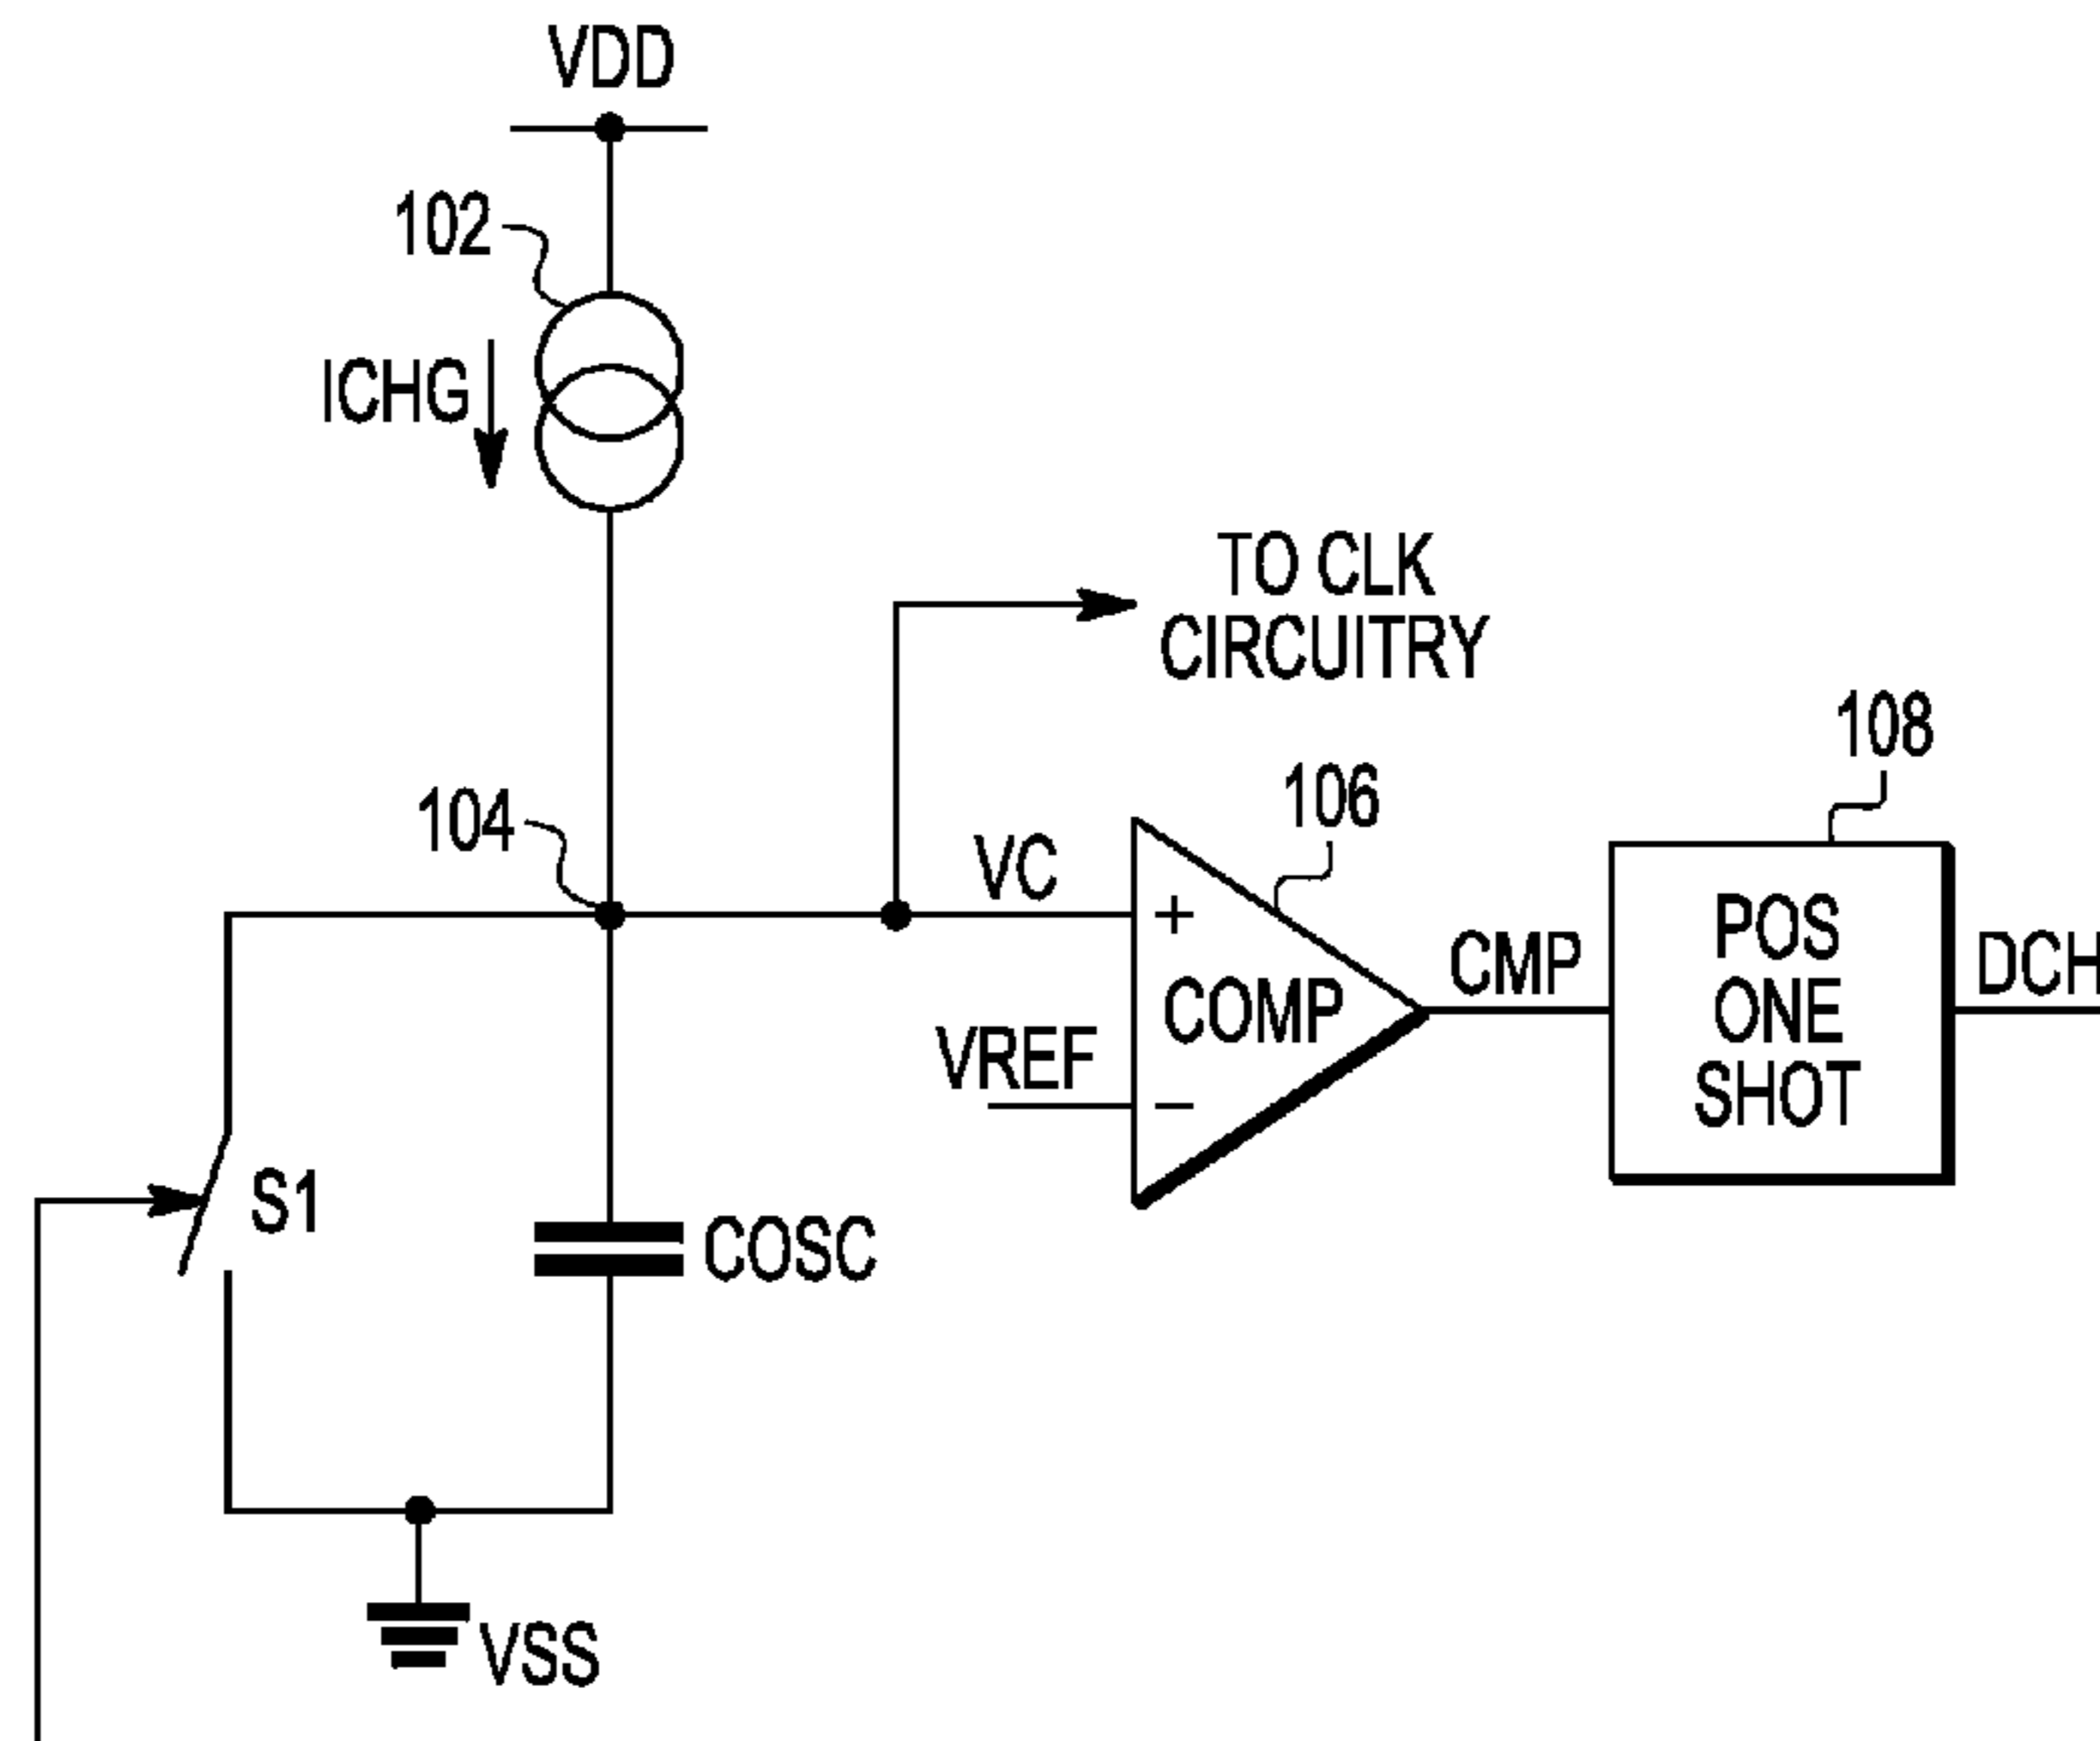 VDD
102
ICHG
TO CLK
CIRCUITRY
108
106
104
VC
+
COMP
CMP
POS
ONE
SHOT
DCH
VREF
−
S1
COSC
VSS